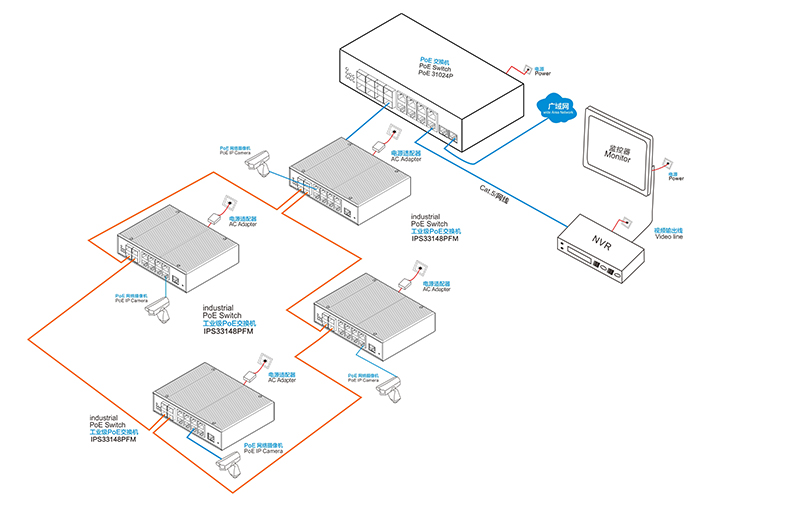 PoE 交换机
PoE Switch
PoE 31024P
电源
Power
广域网
wide Area Network
监控器
Monitor
电源
Power
PoE 网络摄像机
PoE IP Camera
电源适配器
AC Adapter
Cat.5/网线
industrial
PoE Switch
工业级PoE交换机
IPS33148PFM
NVR
视频输出线
Video line
电源适配器
AC Adapter
PoE 网络摄像机
PoE IP Camera
industrial
PoE Switch
工业级PoE交换机
IPS33148PFM
电源适配器
AC Adapter
电源适配器
AC Adapter
PoE 网络摄像机
PoE IP Camera
industrial
PoE Switch
工业级PoE交换机
IPS33148PFM
PoE 网络摄像机
PoE IP Camera